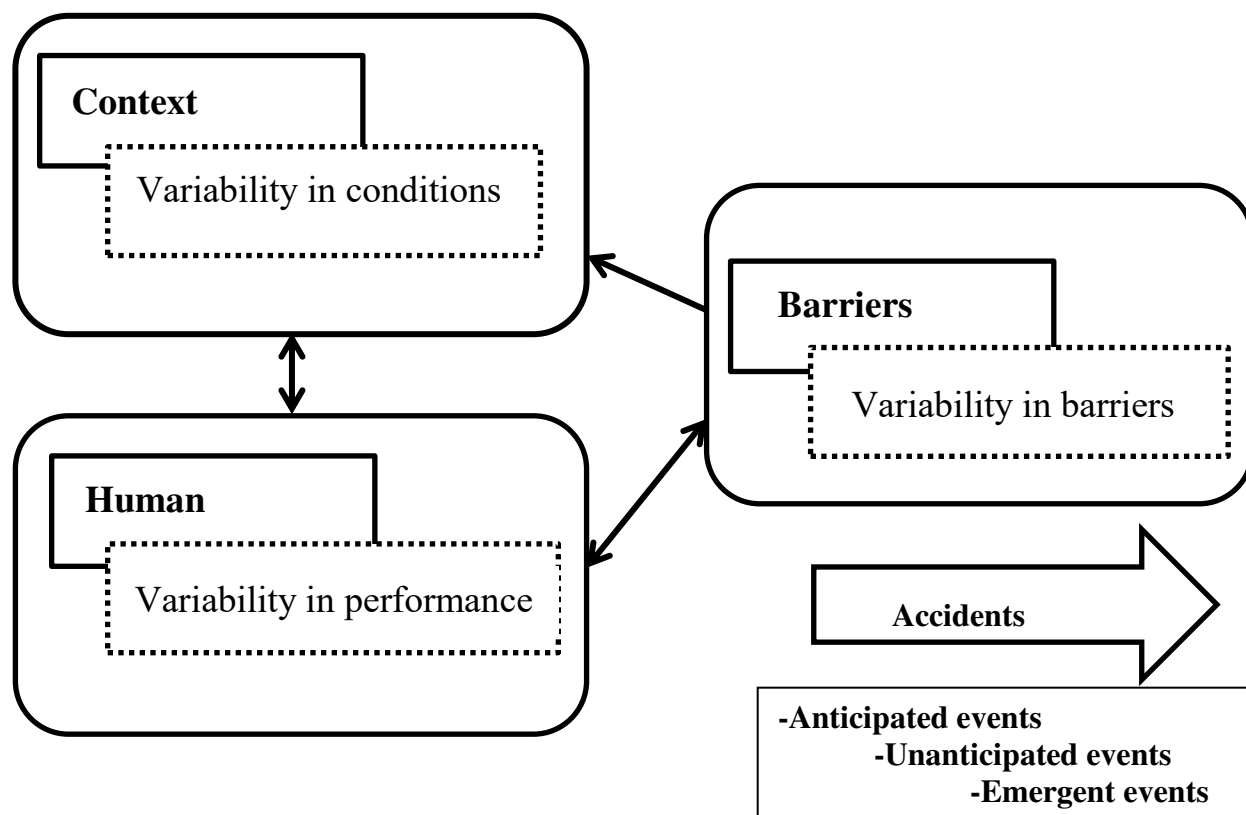 Context
Variability in conditions
Barriers
Variability in barriers
Human
Variability in performance
Accidents
-Anticipated events
-Unanticipated events
-Emergent events